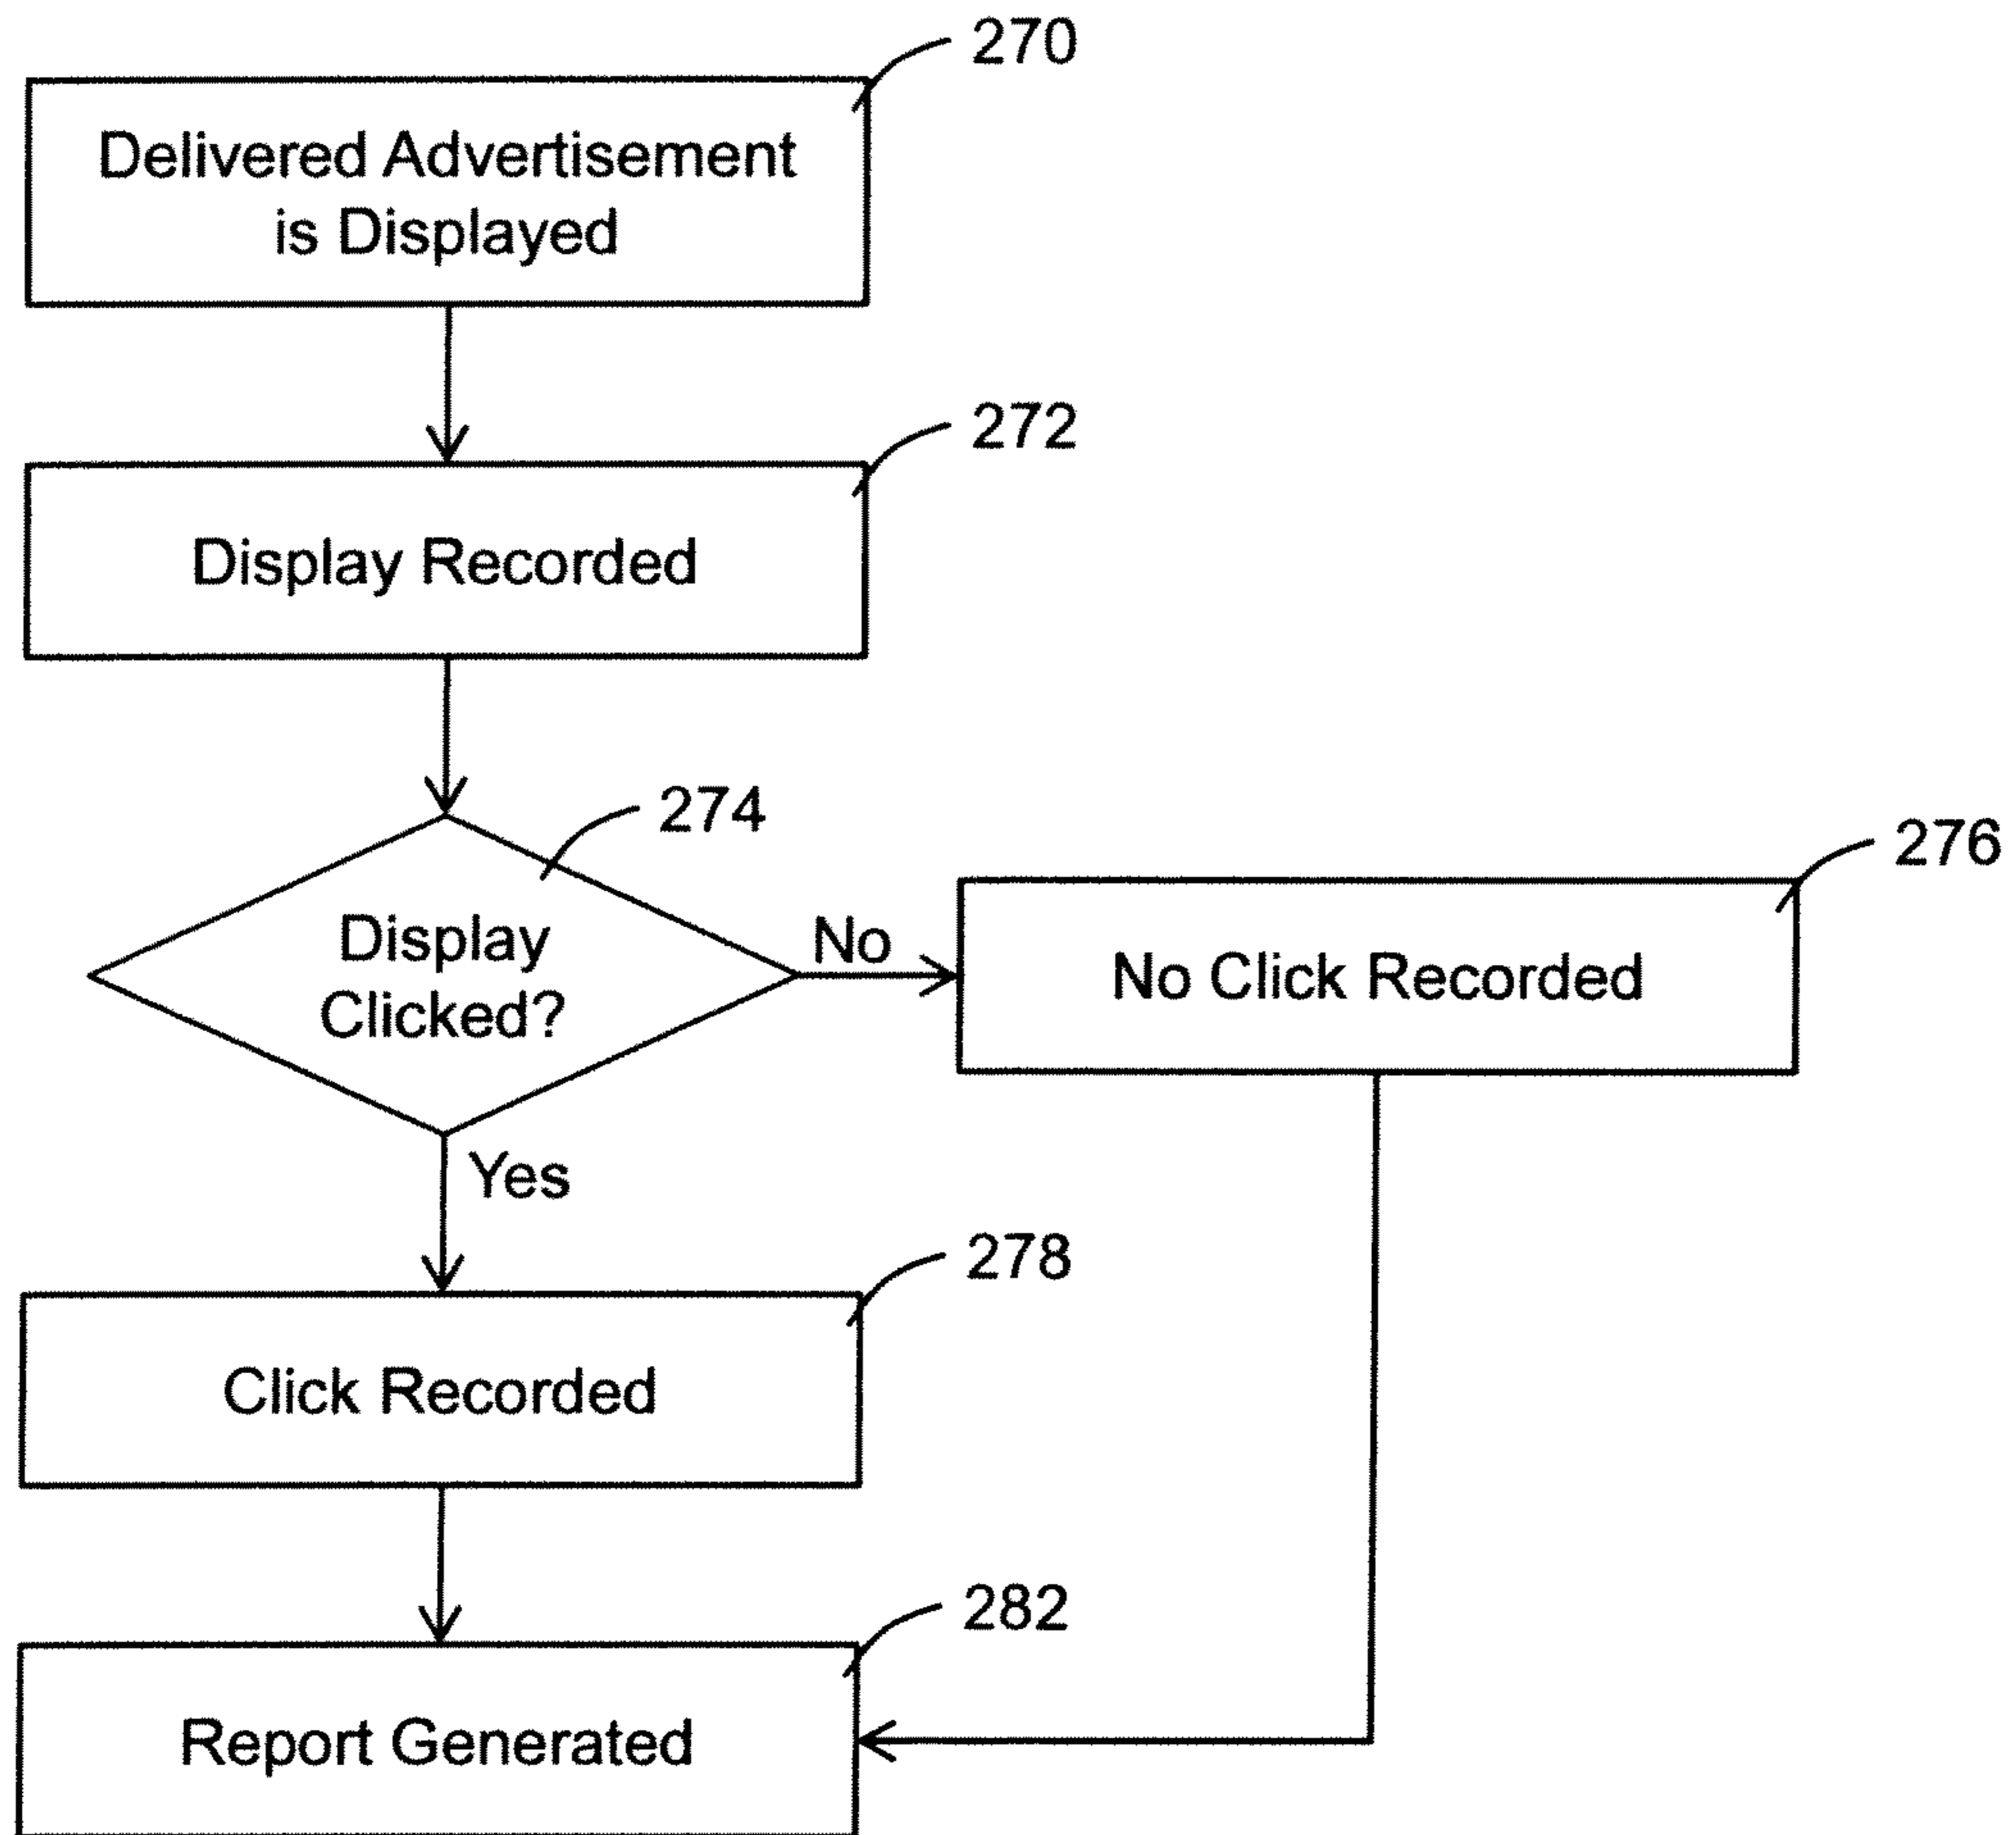 270
Delivered Advertisement
is Displayed
272
Display Recorded
274
Display
Clicked?
No
276
No Click Recorded
Yes
278
Click Recorded
282
Report Generated